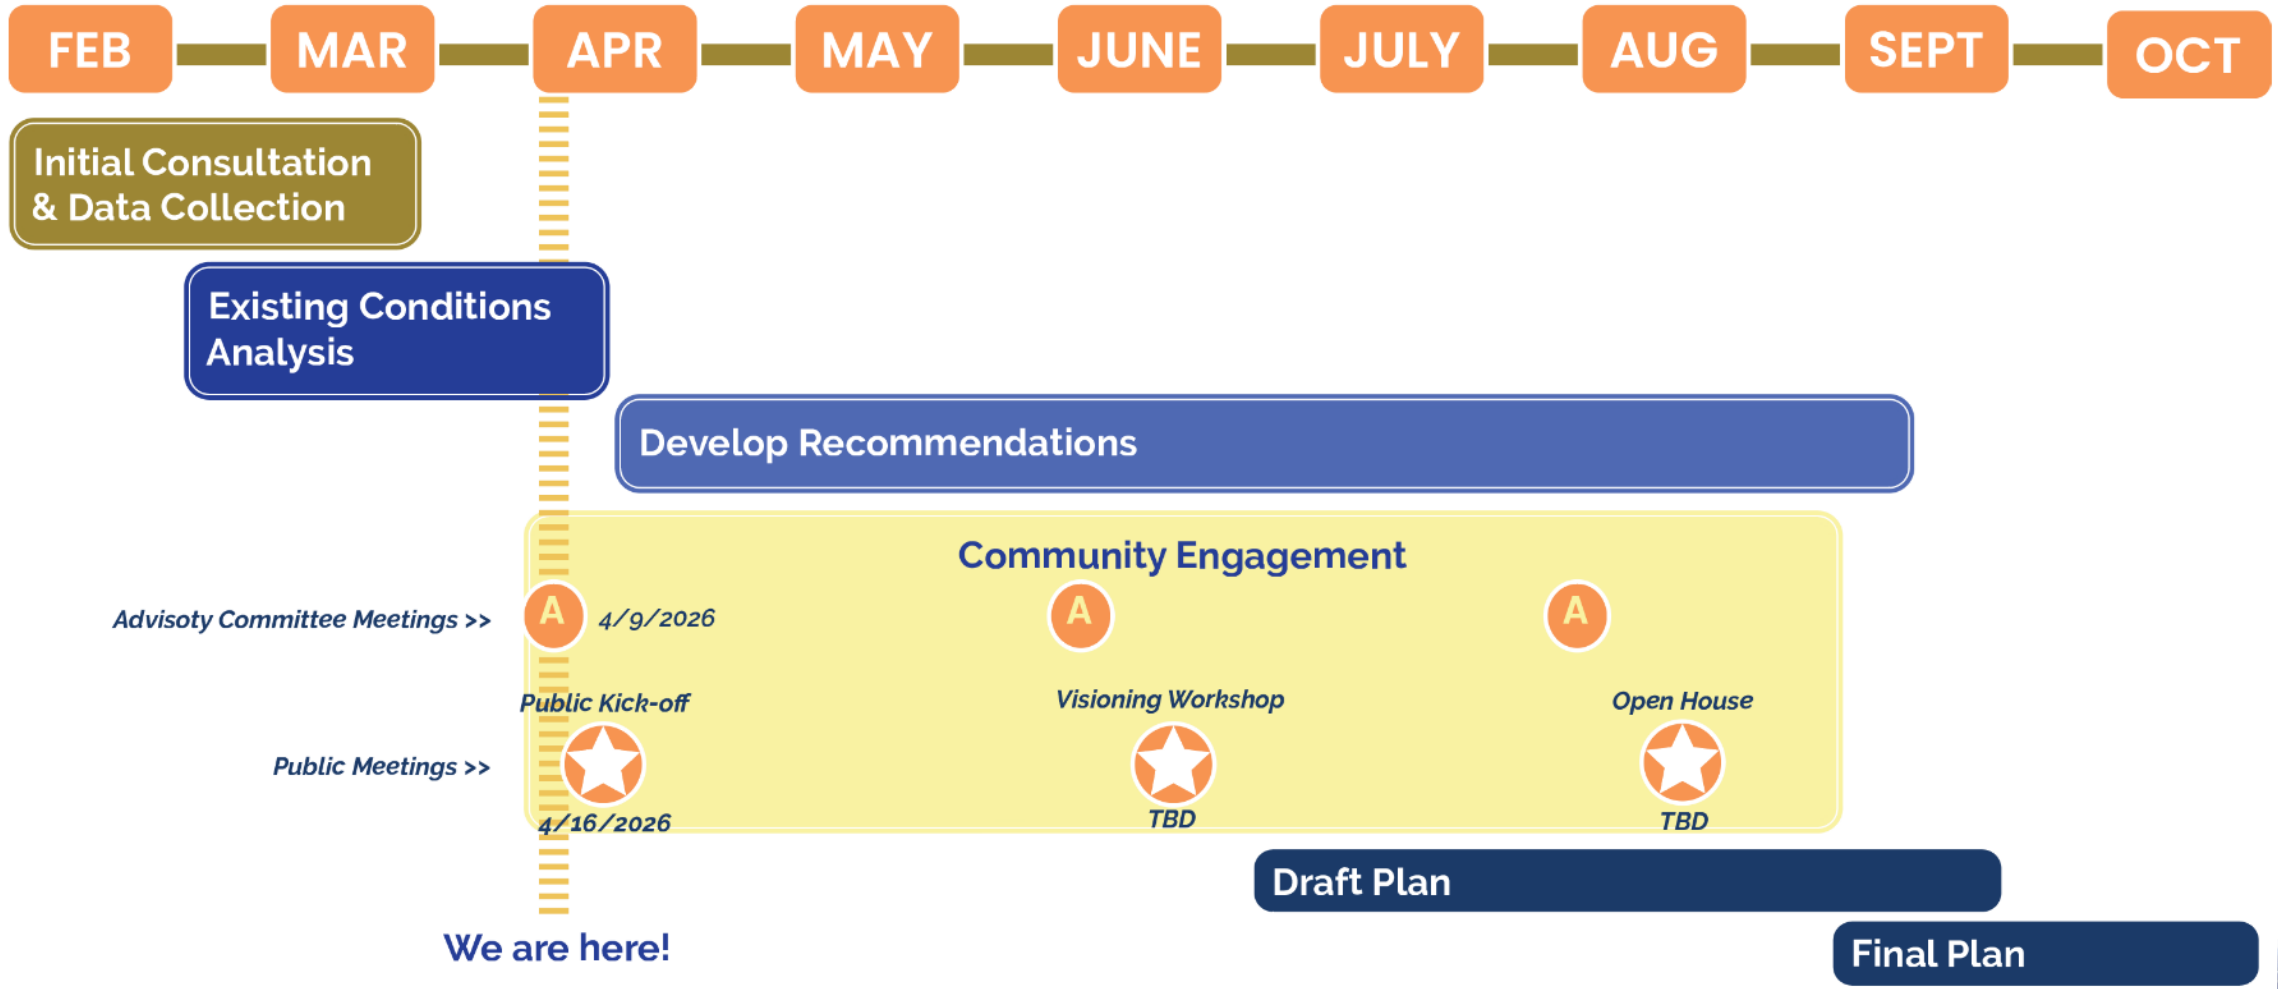 FEB MAR APR MAY JUNE JULY AUG SEPT OCT
Initial Consultation
& Data Collection
Existing Conditions
Analysis
Develop Recommendations
Community Engagement
Advisoty Committee Meetings >> A 4/9/2026 A A
Public Kick-off Visioning Workshop Open House
Public Meetings >>
4/16/2026 TBD TBD
Draft Plan
We are here!
Final Plan